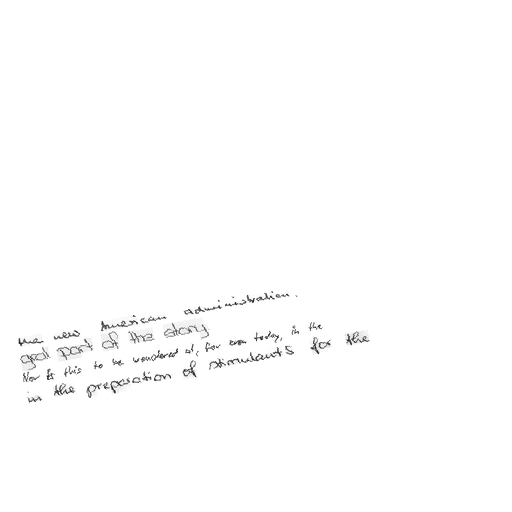 the new American administration.
great part of the story
Nor is this to be wondered at, for even today, in the
in the preparation of stimulants for the